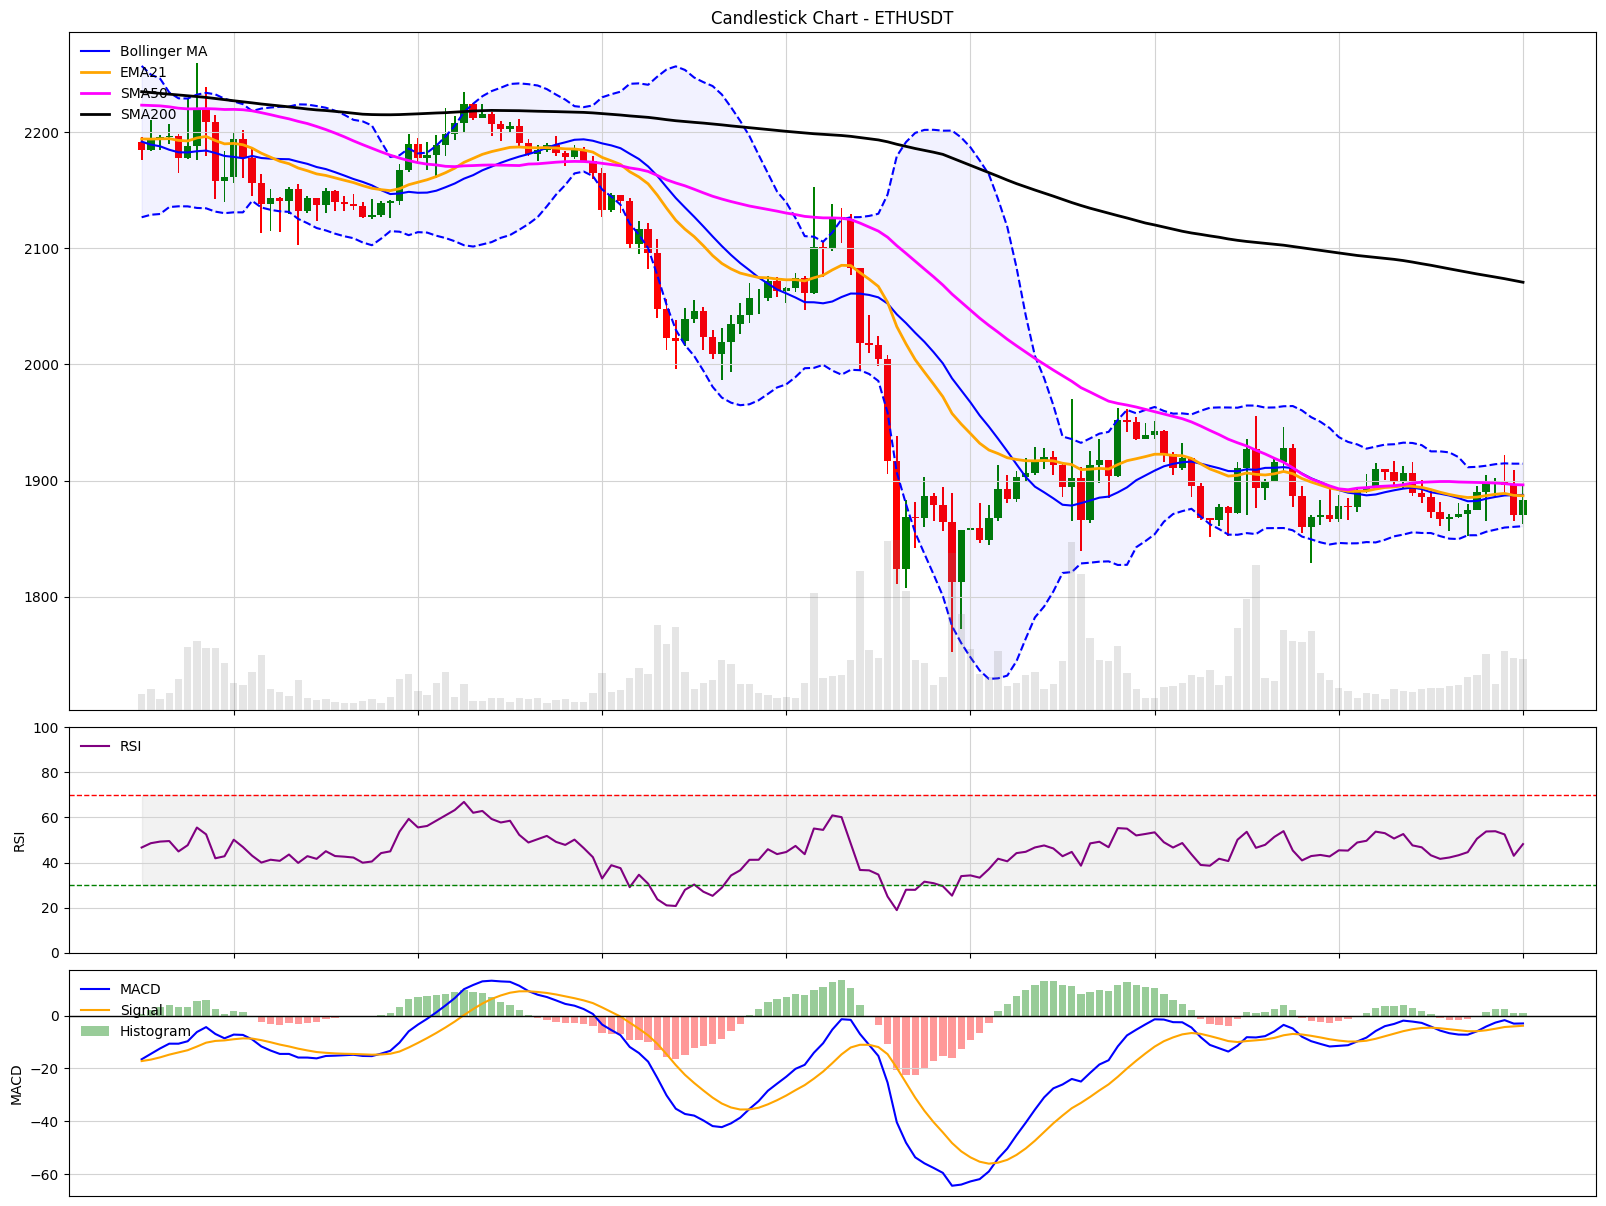 Candlestick Chart - ETHUSDT
Bollinger MA
EMA21
SMA50
SMA200
2200
2100
2000
1900
1800
RSI
100
80
60
40
20
0
RSI
MACD
Signal
Histogram
0
−20
−40
−60
MACD